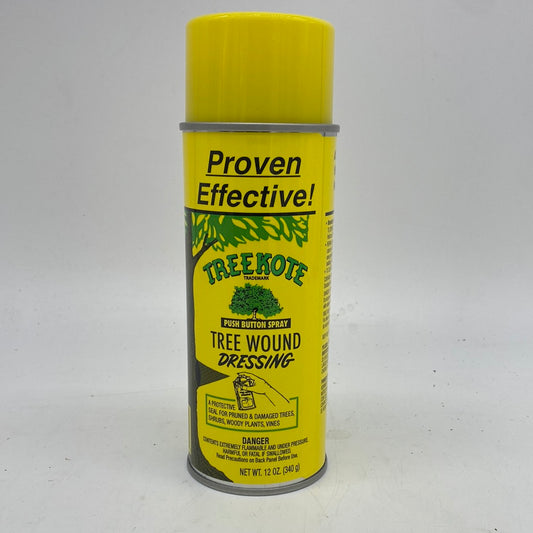 Proven
Effective!
TREEKOTE
TRADEMARK
PUSH BUTTON SPRAY
TREE WOUND
DRESSING
A PROTECTIVE
SEAL FOR PRUNED & DAMAGED TREES,
SHRUBS, WOODY PLANTS, VINES
DANGER
CONTENTS EXTREMELY FLAMMABLE AND UNDER PRESSURE.
HARMFUL OR FATAL IF SWALLOWED.
Read Precautions on Back Panel Before Use.
NET WT. 12 OZ. (340 g)